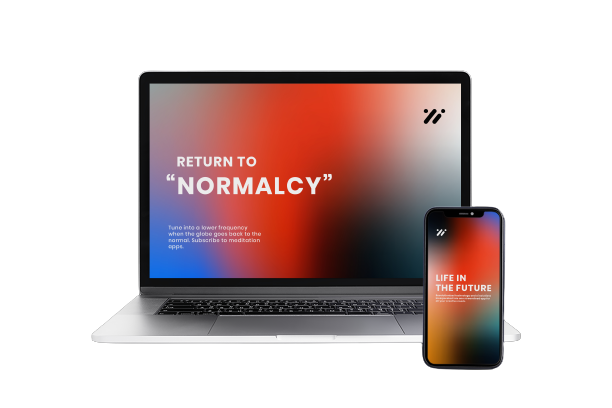 RETURN TO
“NORMALCY”
Tune into a lower frequency
when the globe goes back to the
normal. Subscribe to meditation
apps.
LIFE IN
THE FUTURE